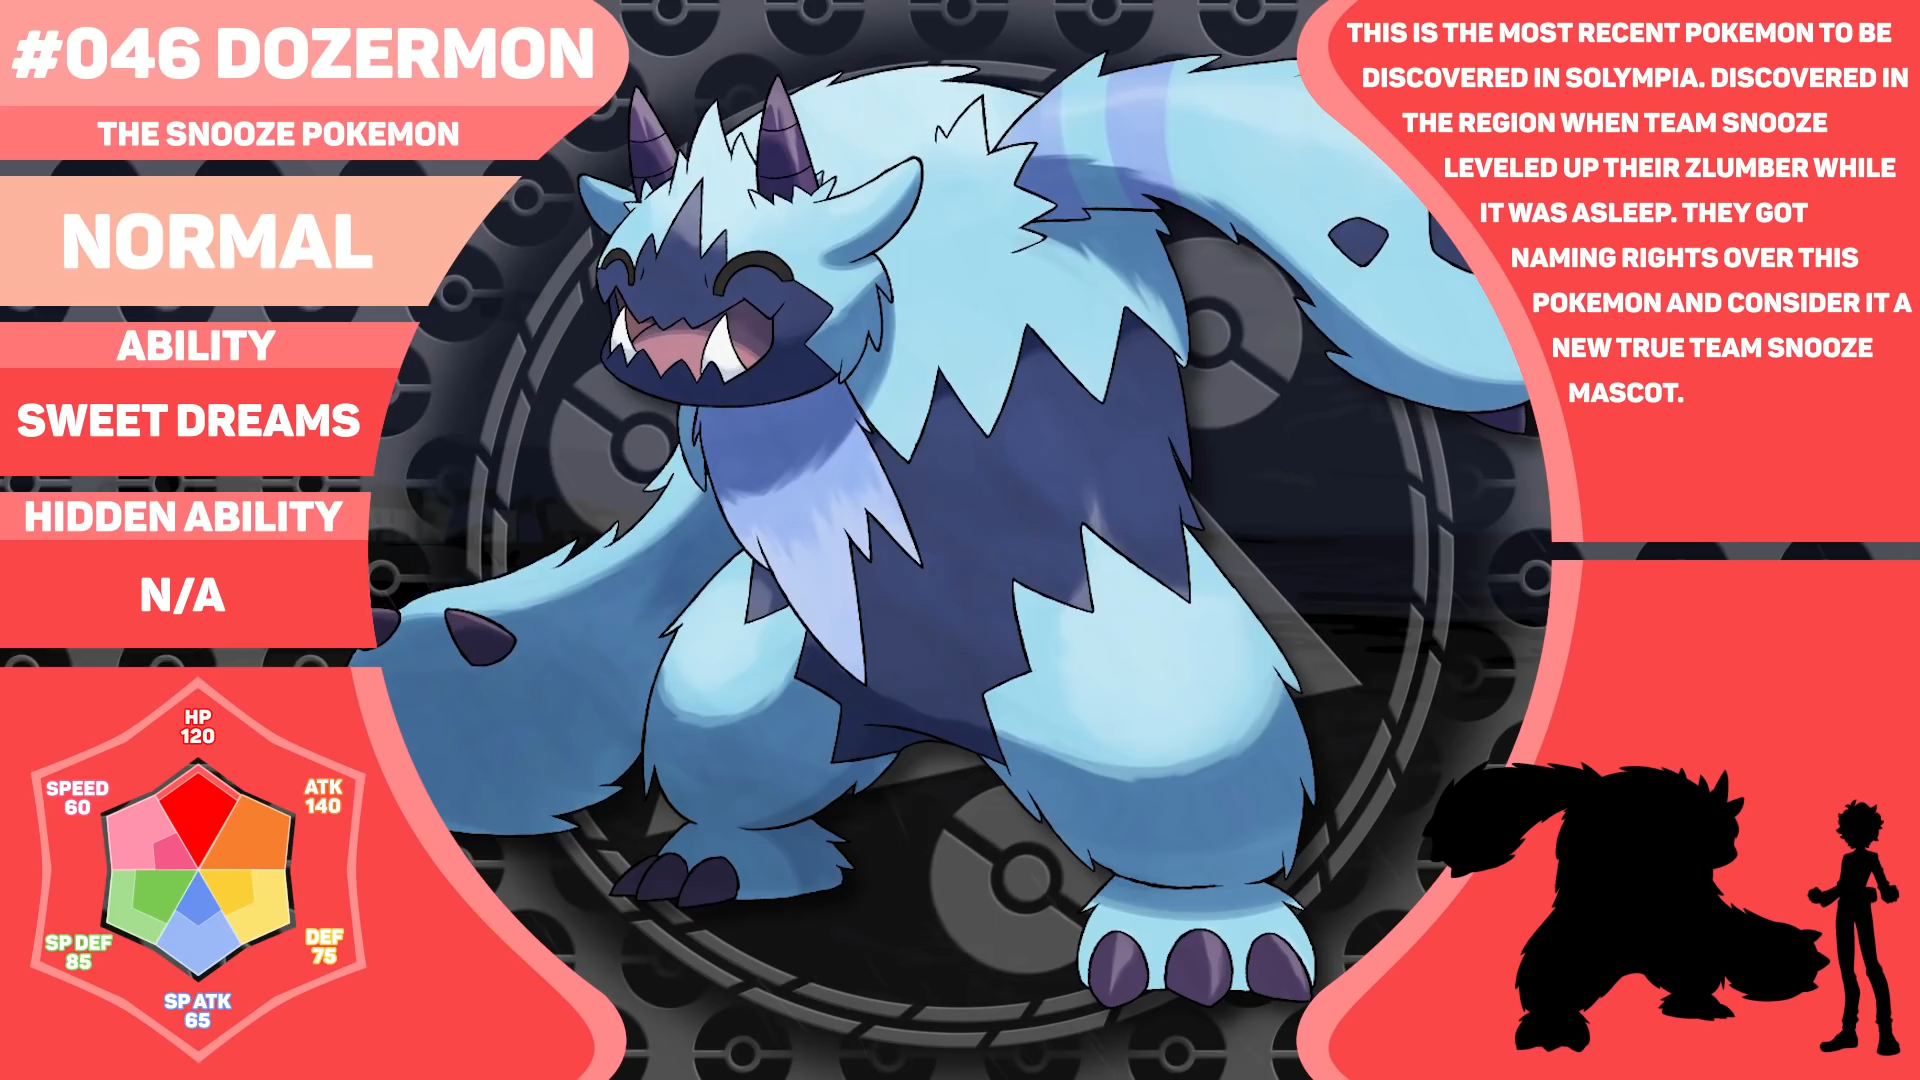 #046 DOZERMON
THE SNOOZE POKEMON
NORMAL
ABILITY
SWEET DREAMS
HIDDEN ABILITY
N/A
HP
120
SPEED
60
ATK
140
SP DEF
85
DEF
75
SP ATK
65
THIS IS THE MOST RECENT POKEMON TO BE
DISCOVERED IN SOLYMPIA. DISCOVERED IN
THE REGION WHEN TEAM SNOOZE
LEVELED UP THEIR ZLUMBER WHILE
IT WAS ASLEEP. THEY GOT
NAMING RIGHTS OVER THIS
POKEMON AND CONSIDER IT A
NEW TRUE TEAM SNOOZE
MASCOT.